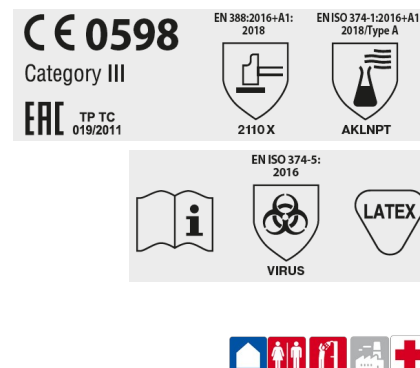 CE 0598
Category III
EAC TP TC
019/2011
EN 388:2016+A1:
2018
2110 X
EN ISO 374-1:2016+A1
2018/Type A
AKLNPT
EN ISO 374-5:
2016
i
VIRUS
LATEX